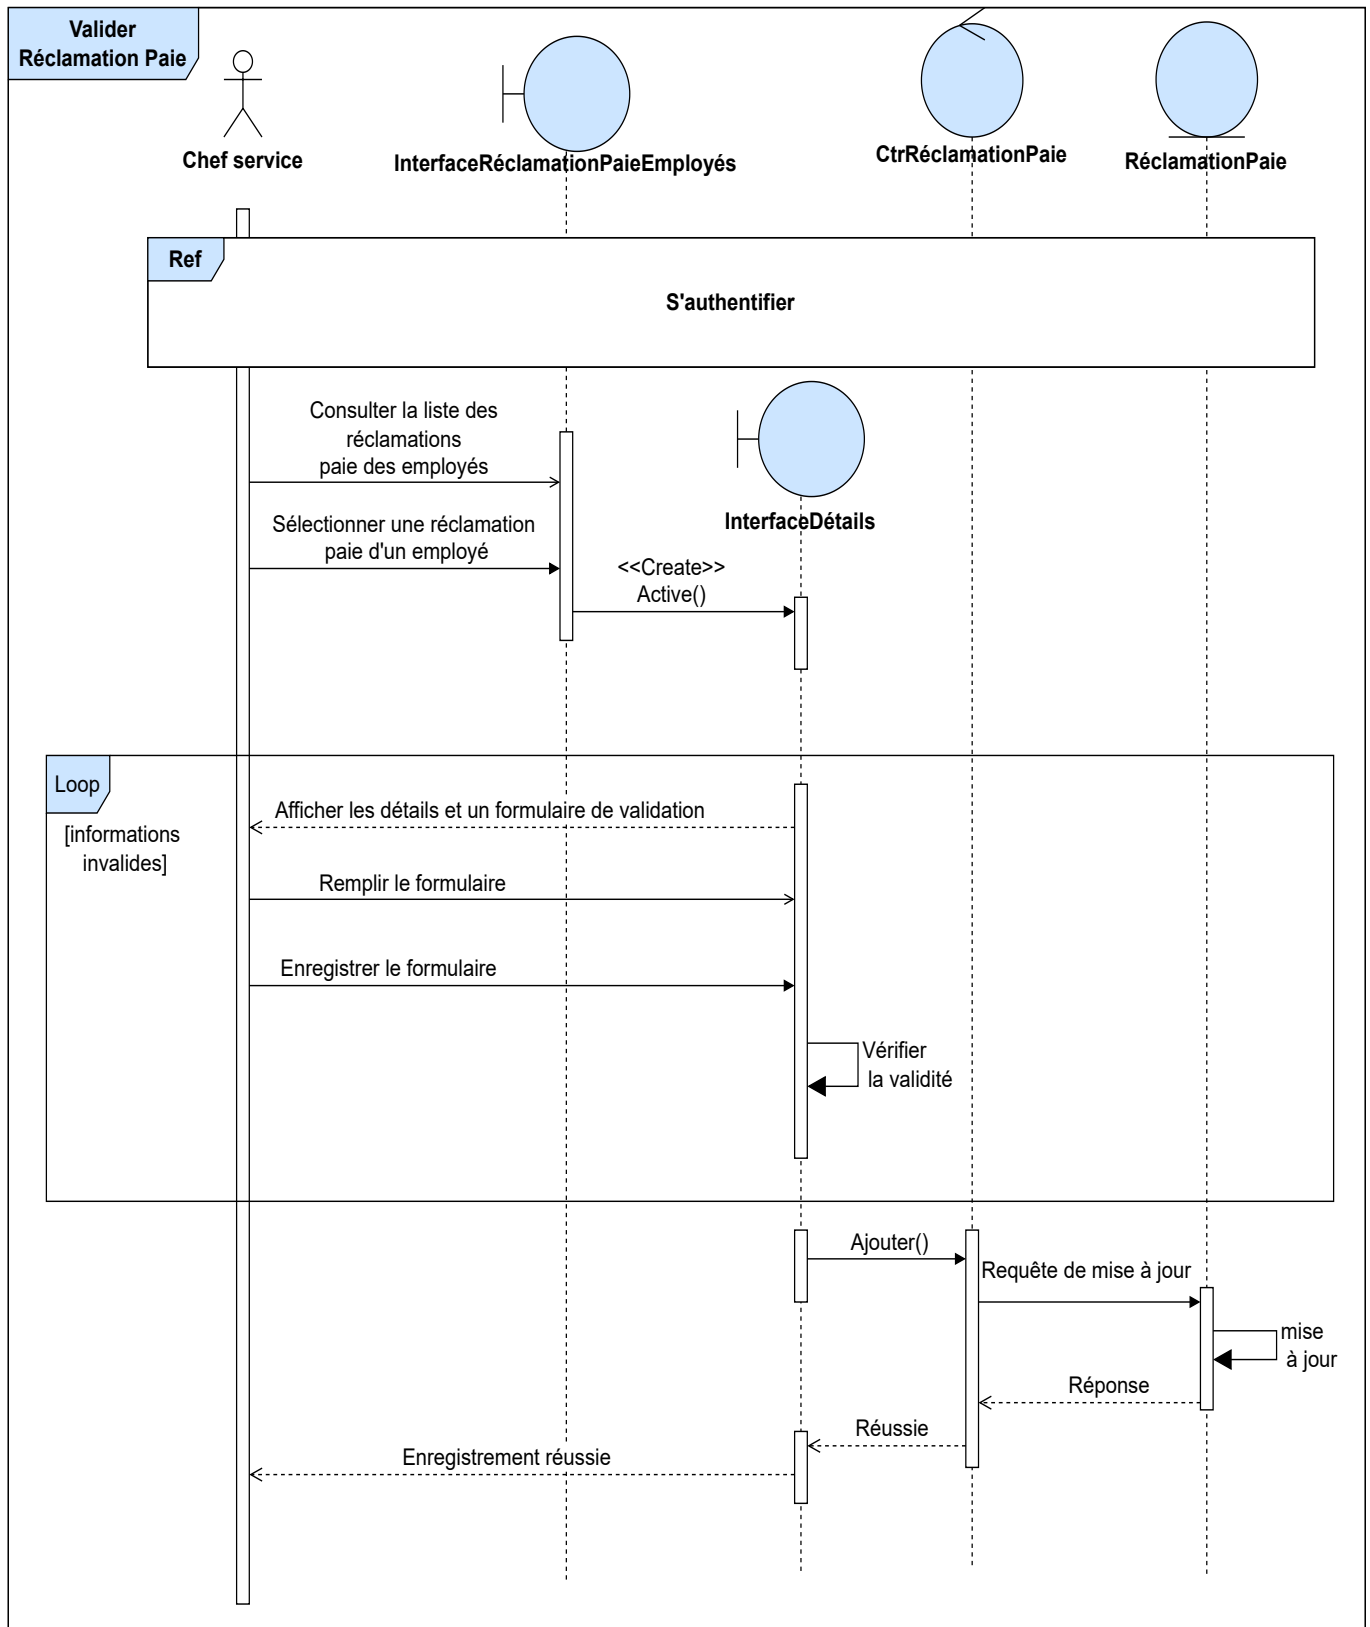 Valider
Réclamation Paie
Chef service
InterfaceRéclamationPaieEmployés
CtrRéclamationPaie
RéclamationPaie
Ref
S'authentifier
Consulter la liste des
réclamations
paie des employés
InterfaceDétails
Sélectionner une réclamation
paie d'un employé
<<Create>>
Active()
Loop
[informations
invalides]
Afficher les détails et un formulaire de validation
Remplir le formulaire
Enregistrer le formulaire
Vérifier
la validité
Ajouter()
Requête de mise à jour
mise
à jour
Réponse
Réussie
Enregistrement réussie